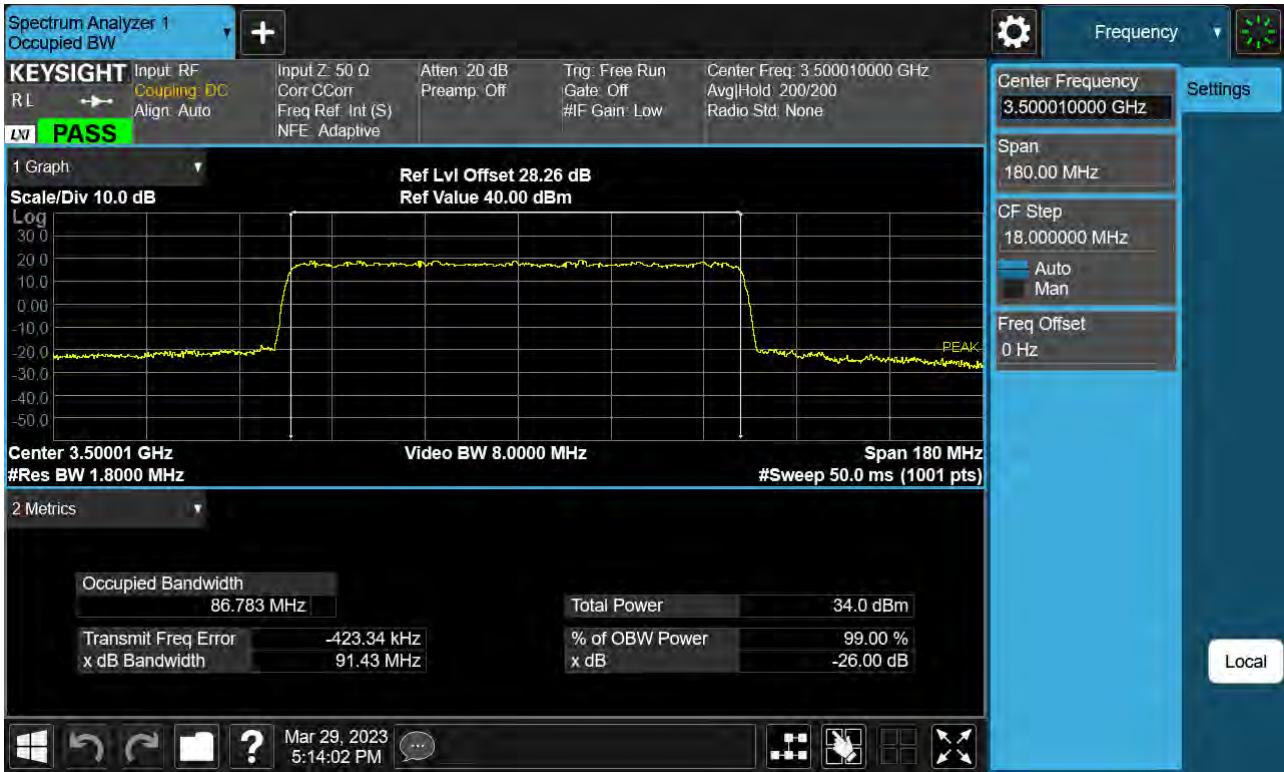 Spectrum Analyzer 1
Occupied BW
+
Frequency
KEYSIGHT
RL
LXI
PASS
Input: RF
Coupling: DC
Align: Auto
Input Z: 50 Ω
Corr CCorr
Freq Ref: Int (S)
NFE: Adaptive
Atten: 20 dB
Preamp: Off
Trig: Free Run
Gate: Off
#IF Gain: Low
Center Freq: 3.500010000 GHz
Avg|Hold: 200/200
Radio Std: None
Center Frequency
3.500010000 GHz
Settings
Span
180.00 MHz
CF Step
18.000000 MHz
Auto
Man
Freq Offset
0 Hz
Local
1 Graph
Scale/Div 10.0 dB
Ref Lvl Offset 28.26 dB
Ref Value 40.00 dBm
Log
30.0
20.0
10.0
0.00
-10.0
-20.0
-30.0
-40.0
-50.0
PEAK
Center 3.50001 GHz
#Res BW 1.8000 MHz
Video BW 8.0000 MHz
Span 180 MHz
#Sweep 50.0 ms (1001 pts)
2 Metrics
Occupied Bandwidth
86.783 MHz
Transmit Freq Error -423.34 kHz
x dB Bandwidth 91.43 MHz
Total Power 34.0 dBm
% of OBW Power 99.00 %
x dB -26.00 dB
?
Mar 29, 2023
5:14:02 PM